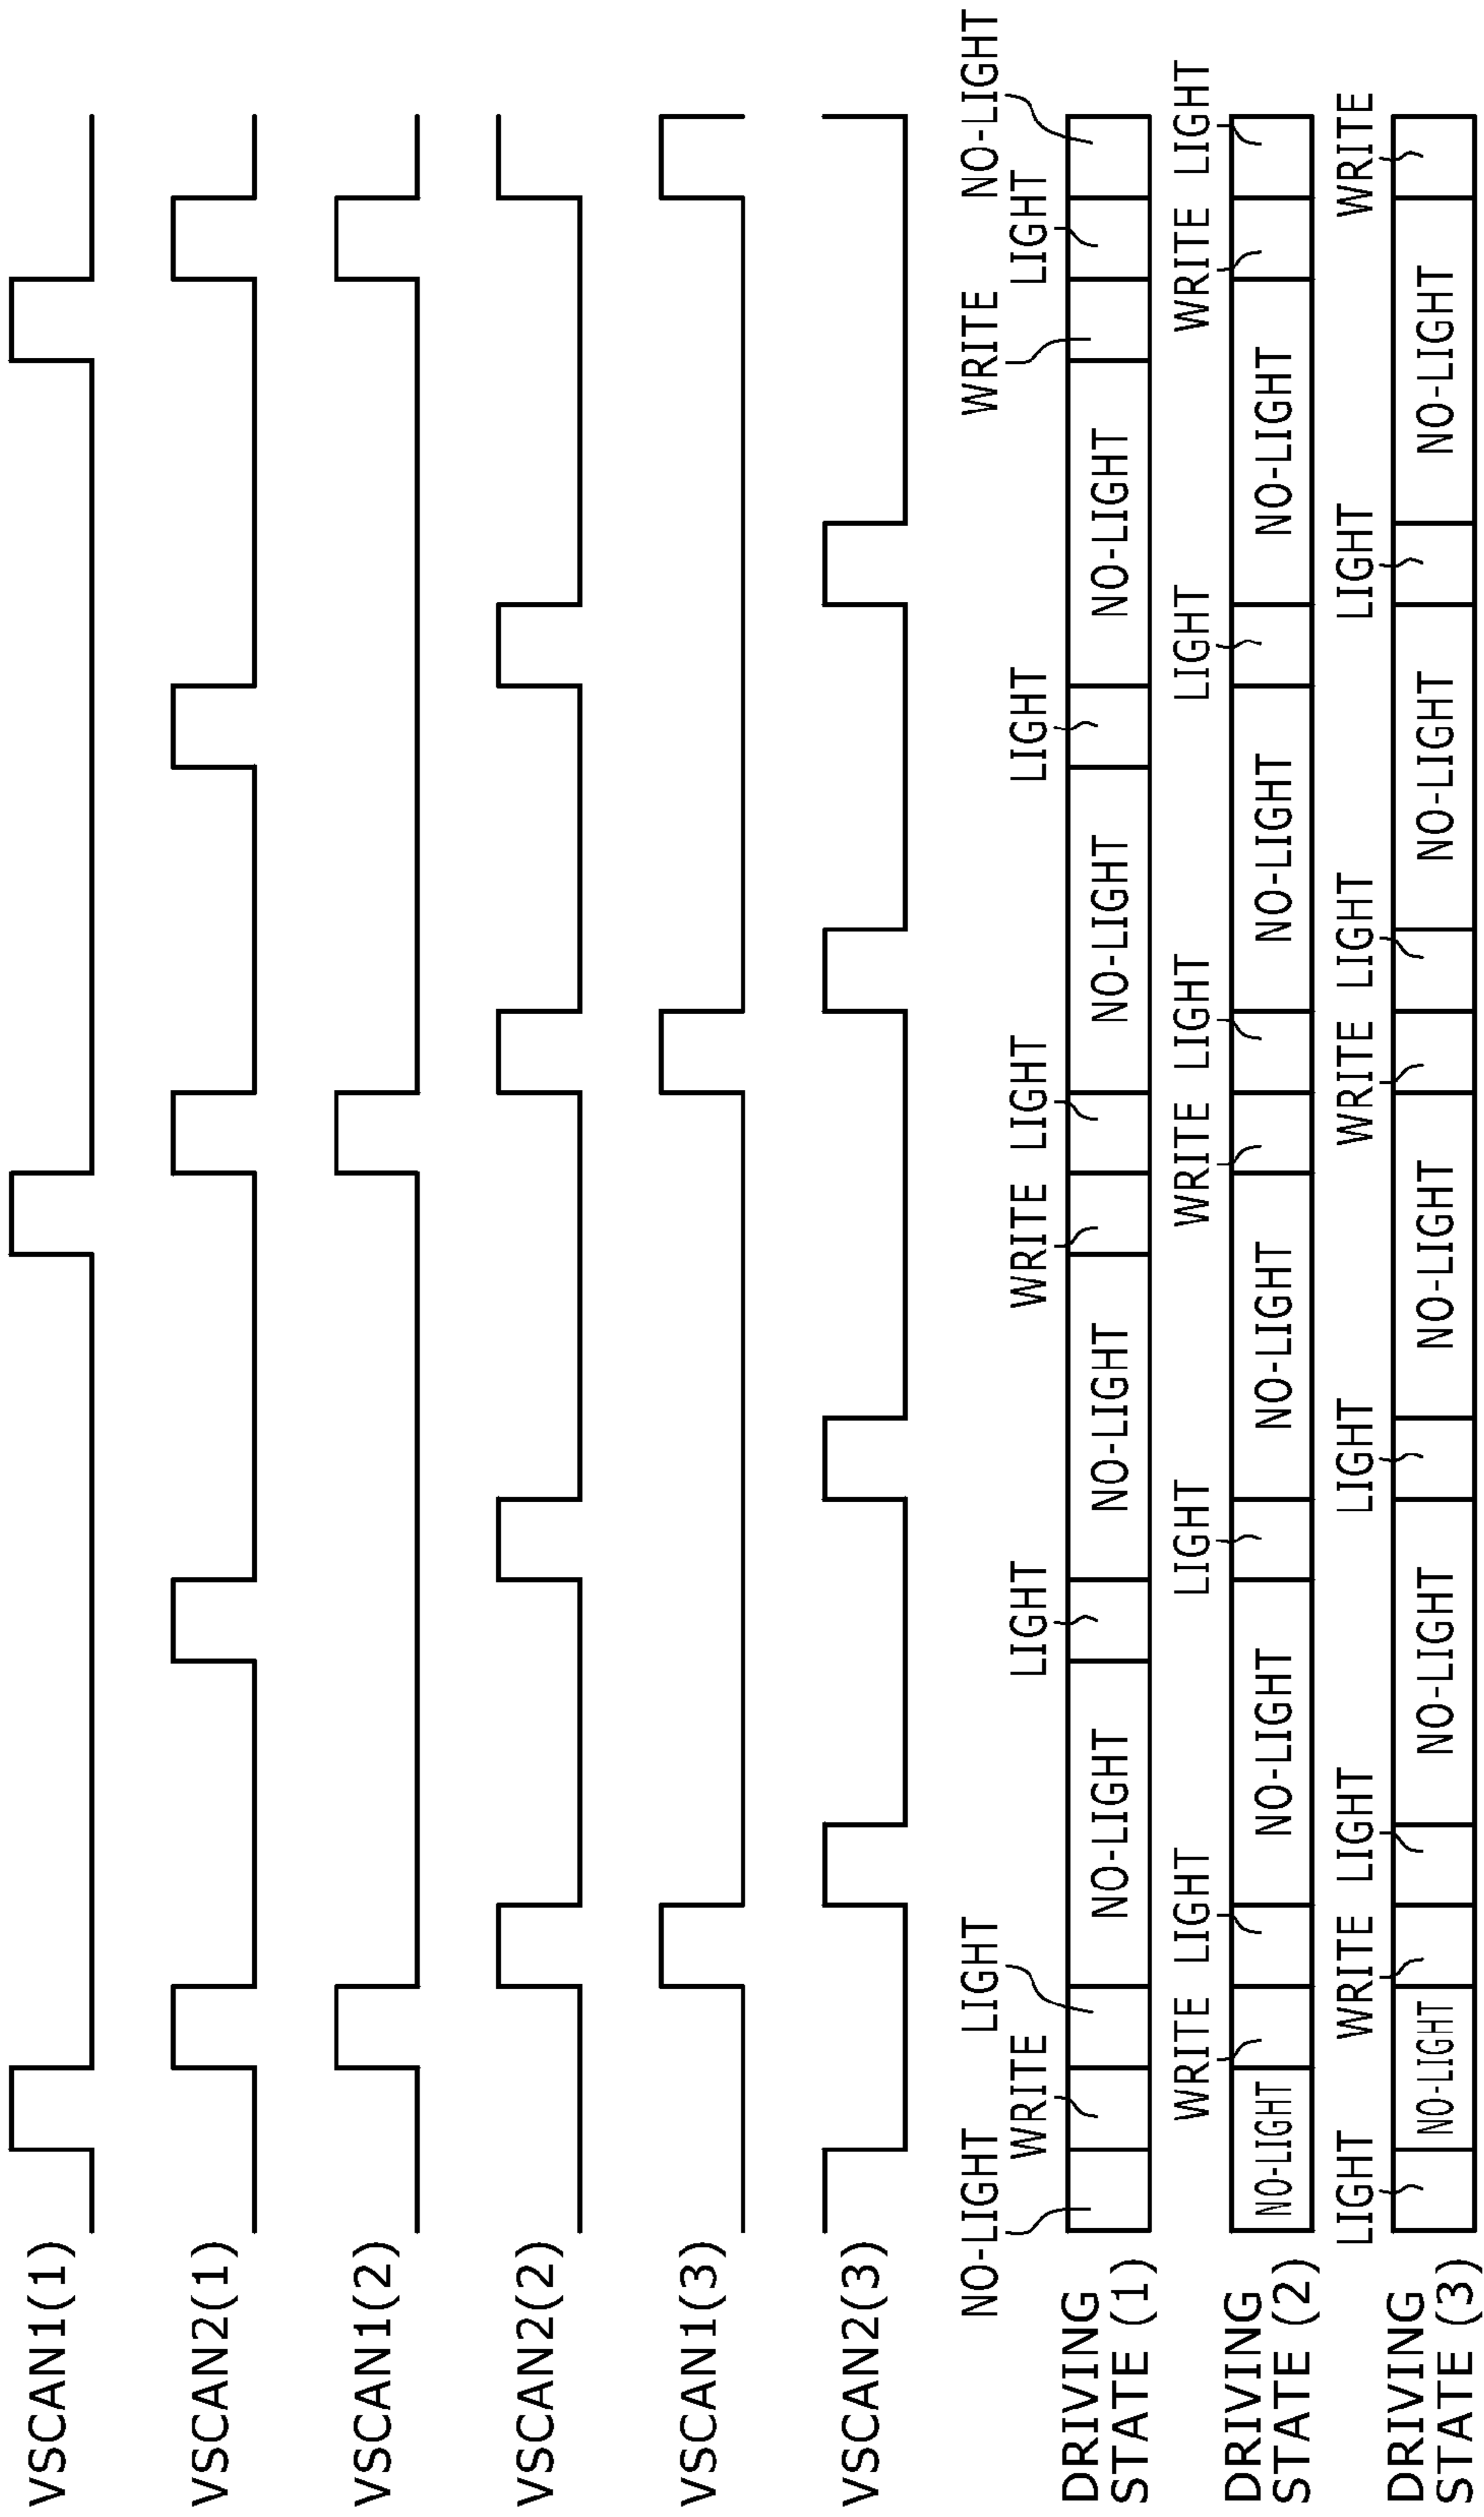 VSCAN1(1)
VSCAN2(1)
VSCAN1(2)
VSCAN2(2)
VSCAN1(3)
VSCAN2(3)
NO-LIGHT LIGHT WRITE NO-LIGHT
WRITE LIGHT WRITE LIGHT LIGHT LIGHT
DRIVING
STATE (1)
NO-LIGHT NO-LIGHT NO-LIGHT NO-LIGHT
WRITE LIGHT LIGHT WRITE LIGHT LIGHT WRITE LIGHT
DRIVING
STATE (2)
NO-LIGHT NO-LIGHT NO-LIGHT NO-LIGHT NO-LIGHT
LIGHT WRITE LIGHT LIGHT WRITE LIGHT LIGHT WRITE
DRIVING
STATE (3)
NO-LIGHT NO-LIGHT NO-LIGHT NO-LIGHT NO-LIGHT